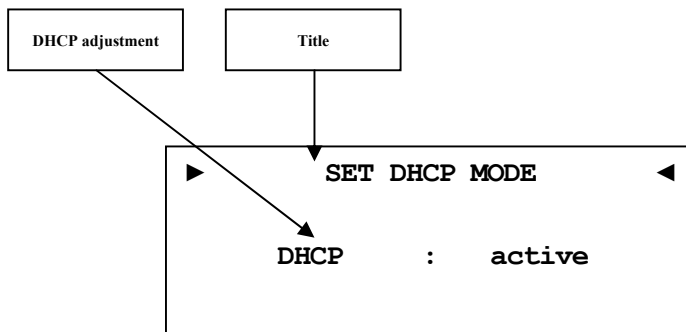 DHCP adjustment
Title
► SET DHCP MODE ◄
DHCP : active